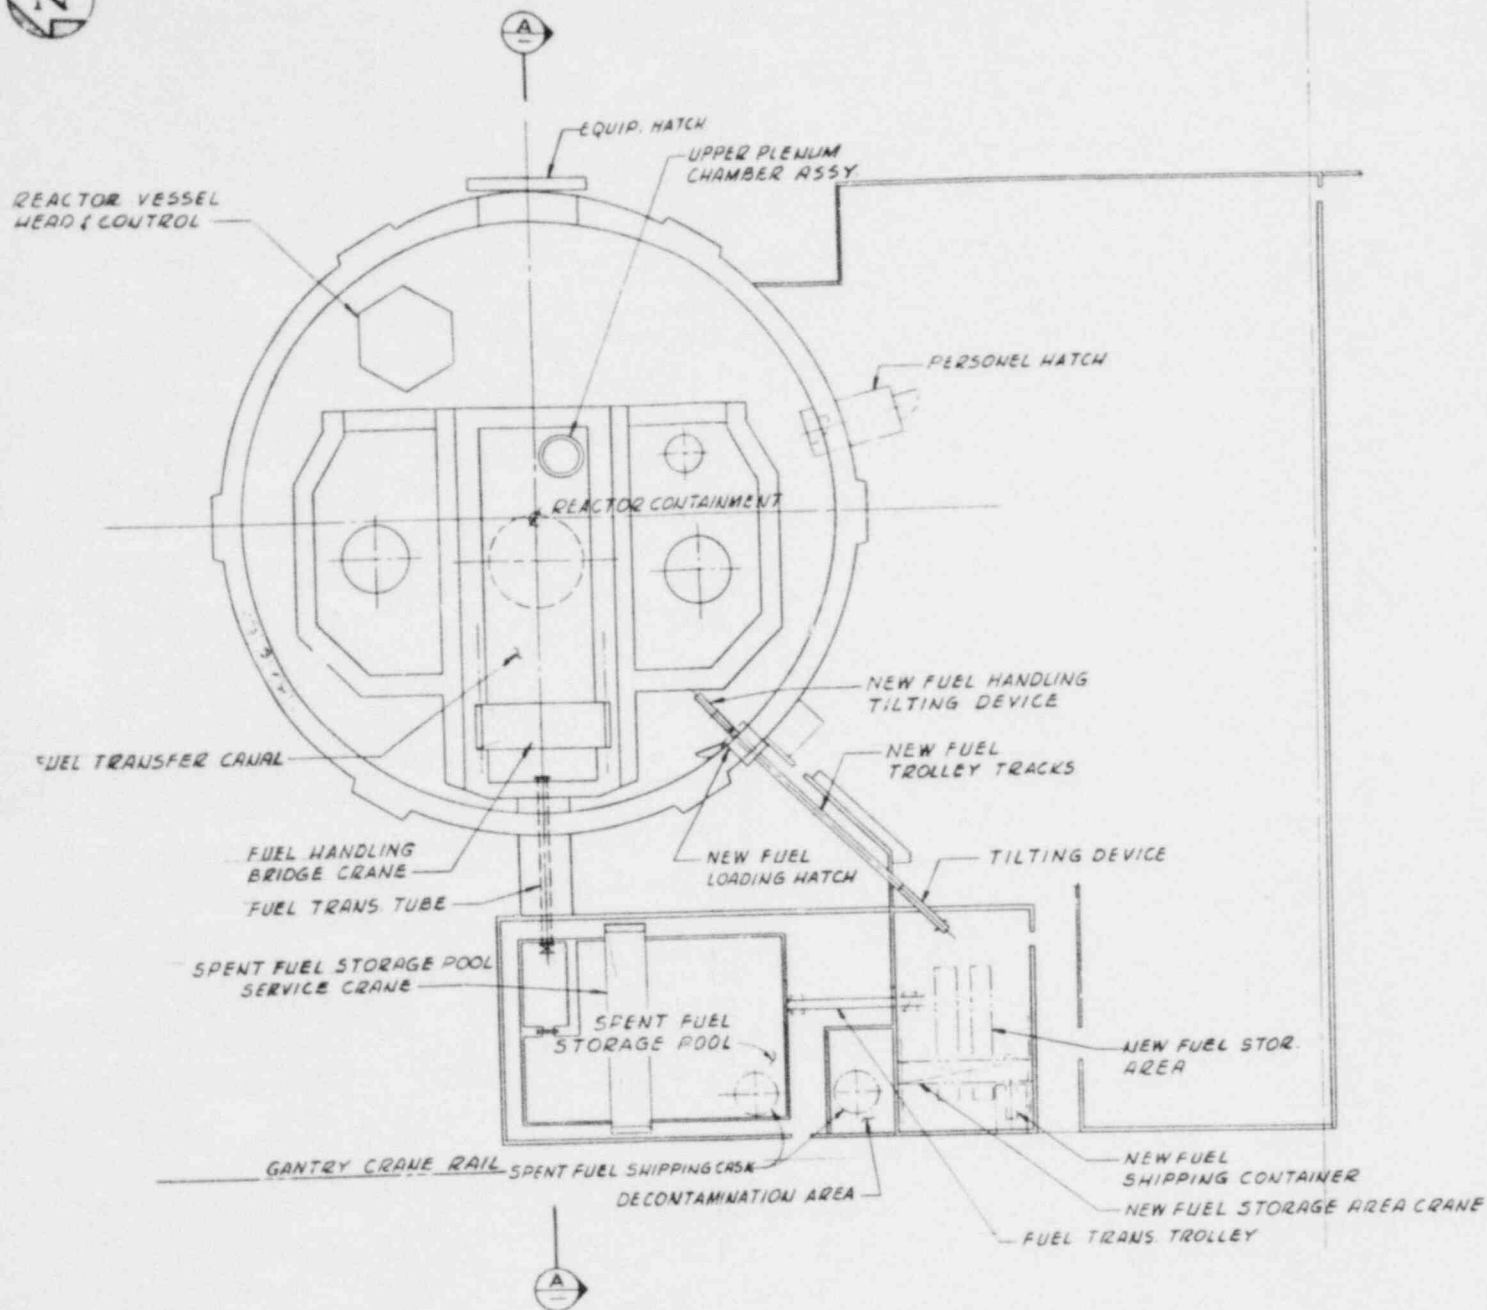 A
EQUIP. HATCH
UPPER PLENUM
CHAMBER ASSY.
REACTOR VESSEL
HEAD & CONTROL
PERSONEL HATCH
REACTOR CONTAINMENT
NEW FUEL HANDLING
TILTING DEVICE
FUEL TRANSFER CANAL
NEW FUEL
TROLLEY TRACKS
FUEL HANDLING
BRIDGE CRANE
NEW FUEL
LOADING HATCH
TILTING DEVICE
FUEL TRANS. TUBE
SPENT FUEL STORAGE POOL
SERVICE CRANE
SPENT FUEL
STORAGE POOL
NEW FUEL STOR.
AREA
GANTRY CRANE RAIL
SPENT FUEL SHIPPING CASK
DECONTAMINATION AREA
NEW FUEL
SHIPPING CONTAINER
NEW FUEL STORAGE AREA CRANE
FUEL TRANS. TROLLEY
A